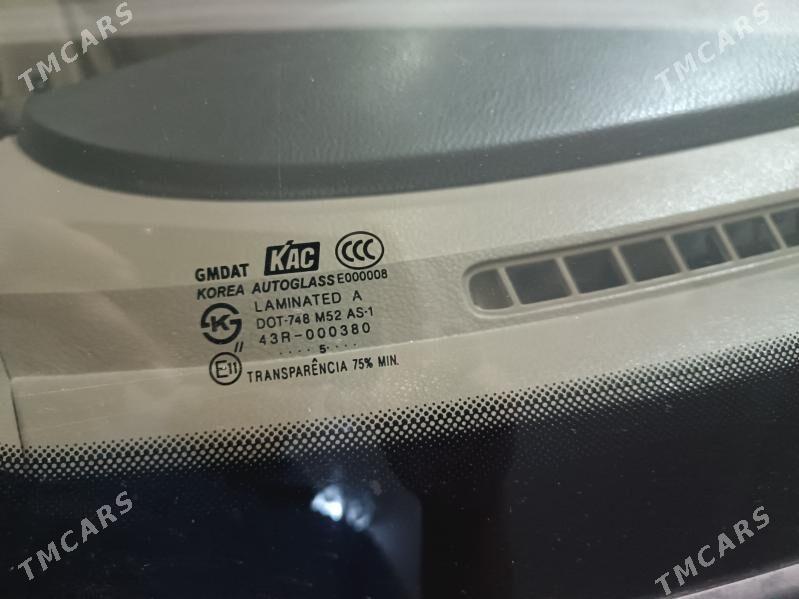 TMCARS
TMCARS
GMDAT KAC CCC
KOREA AUTOGLASS E000008
LAMINATED A
DOT-748 M52 AS-1
43R-000380
K
//
.... 5 ....
E11 TRANSPARÊNCIA 75% MIN.
TMCARS
TMCARS